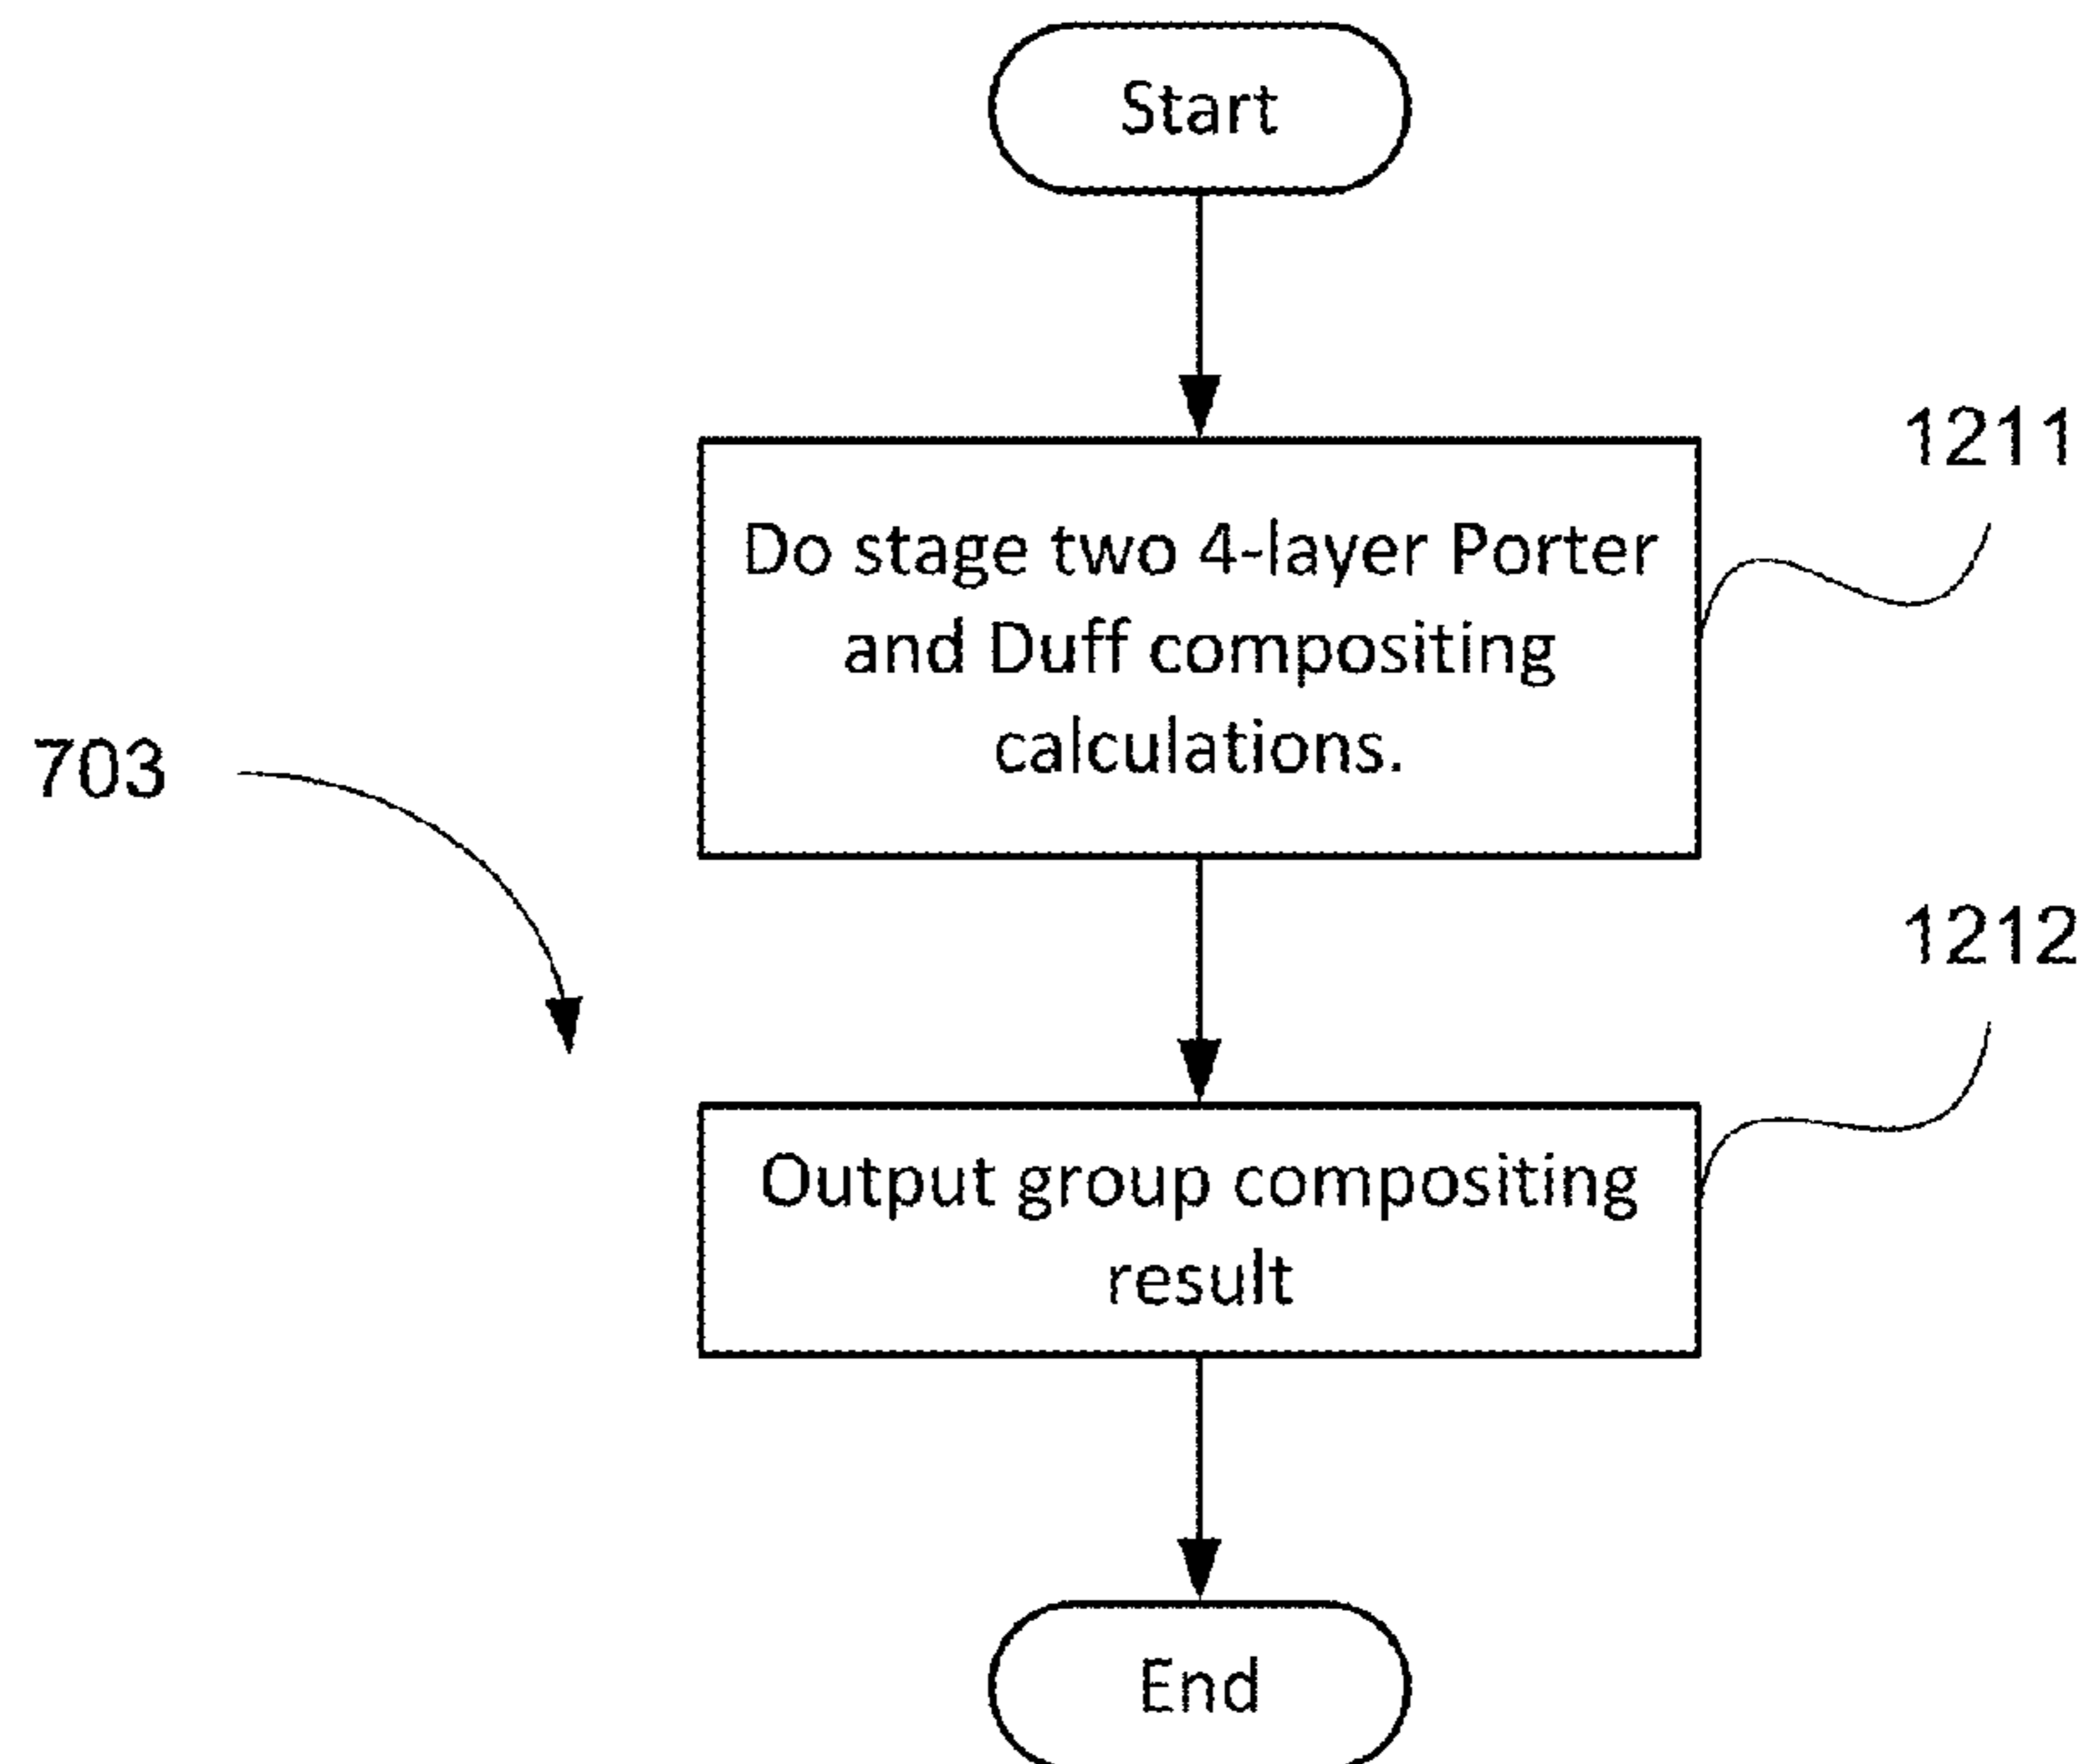 Start
1211
Do stage two 4-layer Porter
and Duff compositing
calculations.
703
1212
Output group compositing
result
End